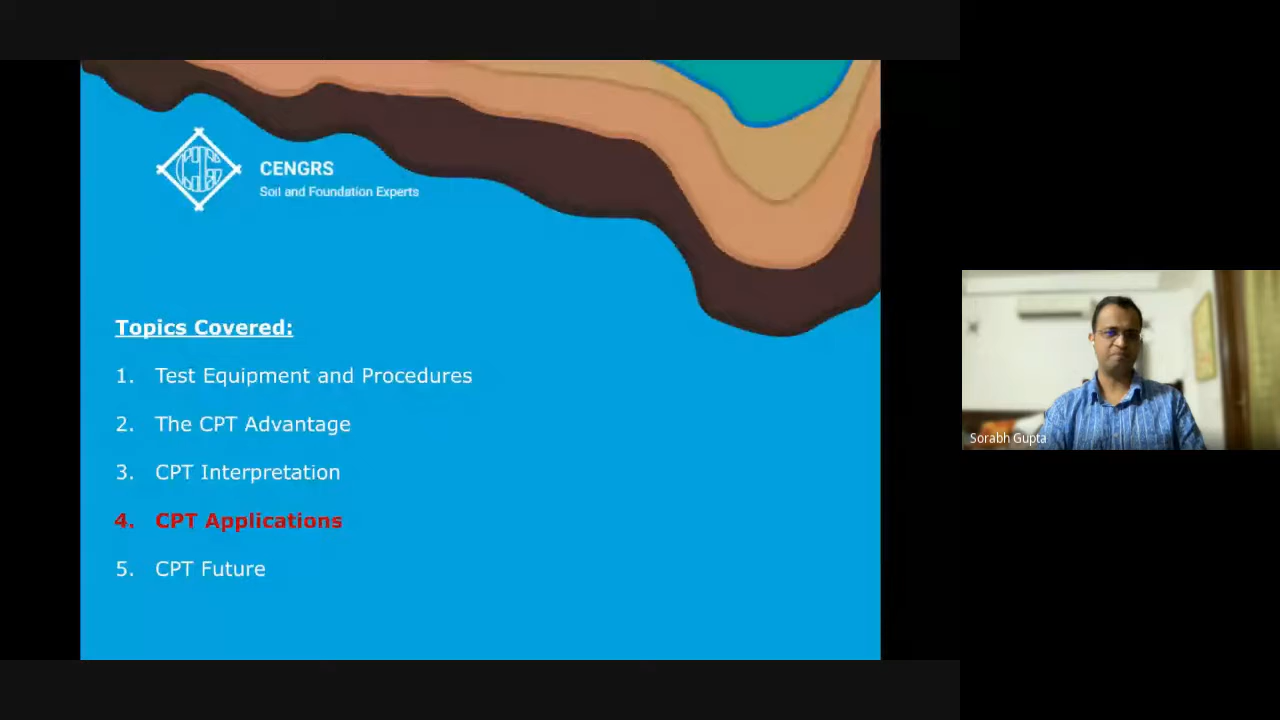 CENGRS
Soil and Foundation Experts
Topics Covered:
1. Test Equipment and Procedures
2. The CPT Advantage
3. CPT Interpretation
4. CPT Applications
5. CPT Future
Sorabh Gupta